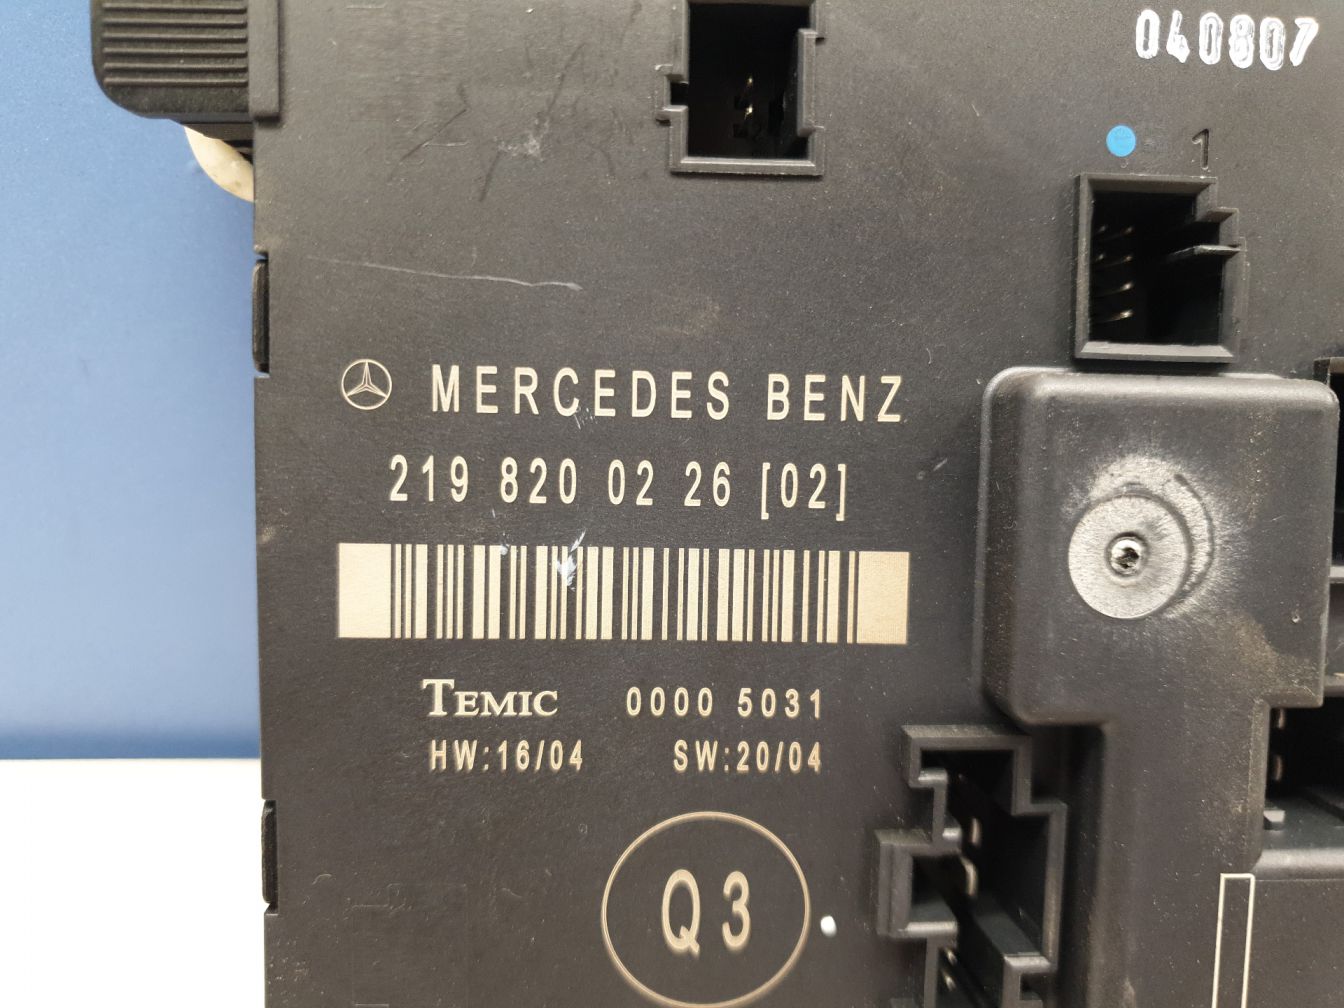 040807
1
MERCEDES BENZ
219 820 02 26 [02]
TEMIC 0000 5031
HW:16/04 SW:20/04
Q3